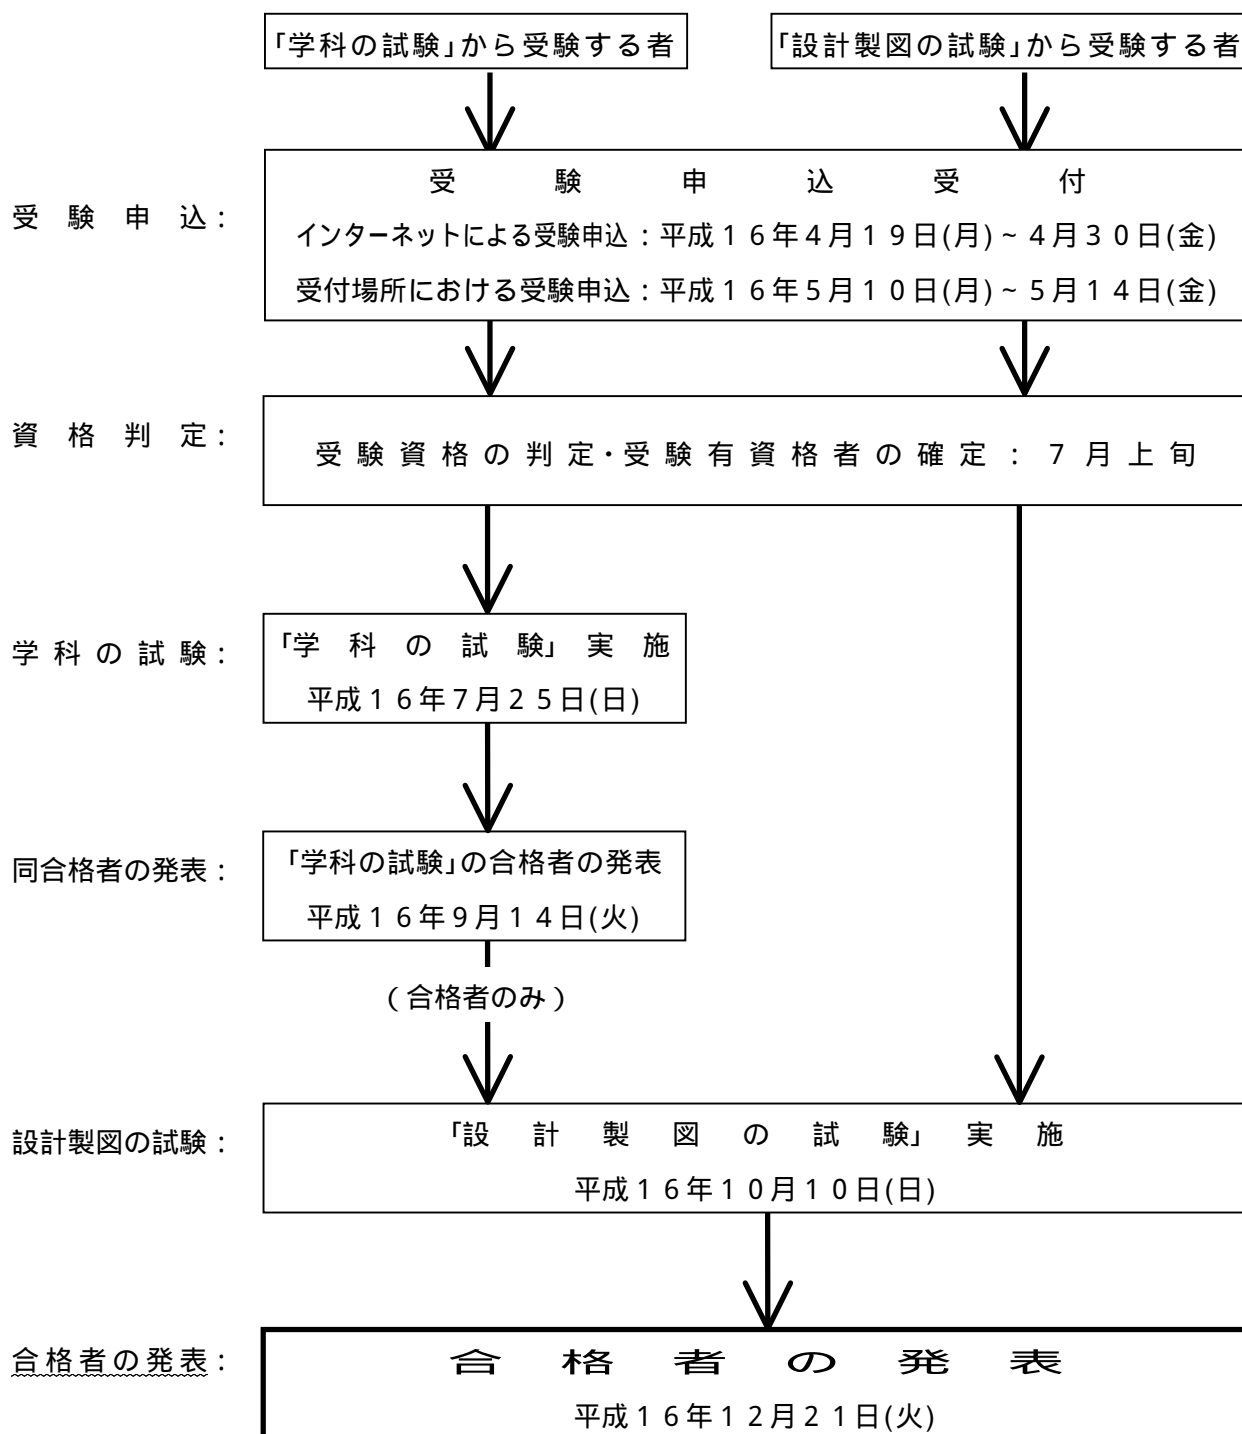 「学科の試験」から受験する者
「設計製図の試験」から受験する者
受験申込：
受験申込受付
インターネットによる受験申込：平成１６年４月１９日(月)～４月３０日(金)
受付場所における受験申込：平成１６年５月１０日(月)～５月１４日(金)
資格判定：
受験資格の判定・受験有資格者の確定：７月上旬
学科の試験：
「学科の試験」実施
平成１６年７月２５日(日)
同合格者の発表：
「学科の試験」の合格者の発表
平成１６年９月１４日(火)
（合格者のみ）
設計製図の試験：
「設計製図の試験」実施
平成１６年１０月１０日(日)
合格者の発表：
合格者の発表
平成１６年１２月２１日(火)